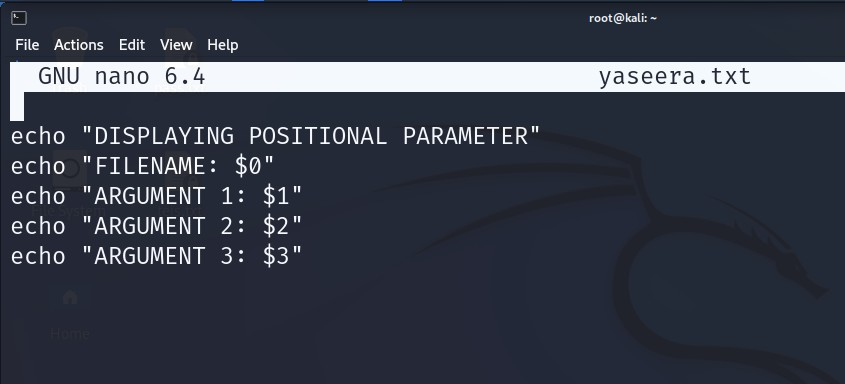 root@kali: ~
File Actions Edit View Help
GNU nano 6.4 yaseera.txt
echo "DISPLAYING POSITIONAL PARAMETER"
echo "FILENAME: $0"
echo "ARGUMENT 1: $1"
echo "ARGUMENT 2: $2"
echo "ARGUMENT 3: $3"
Home